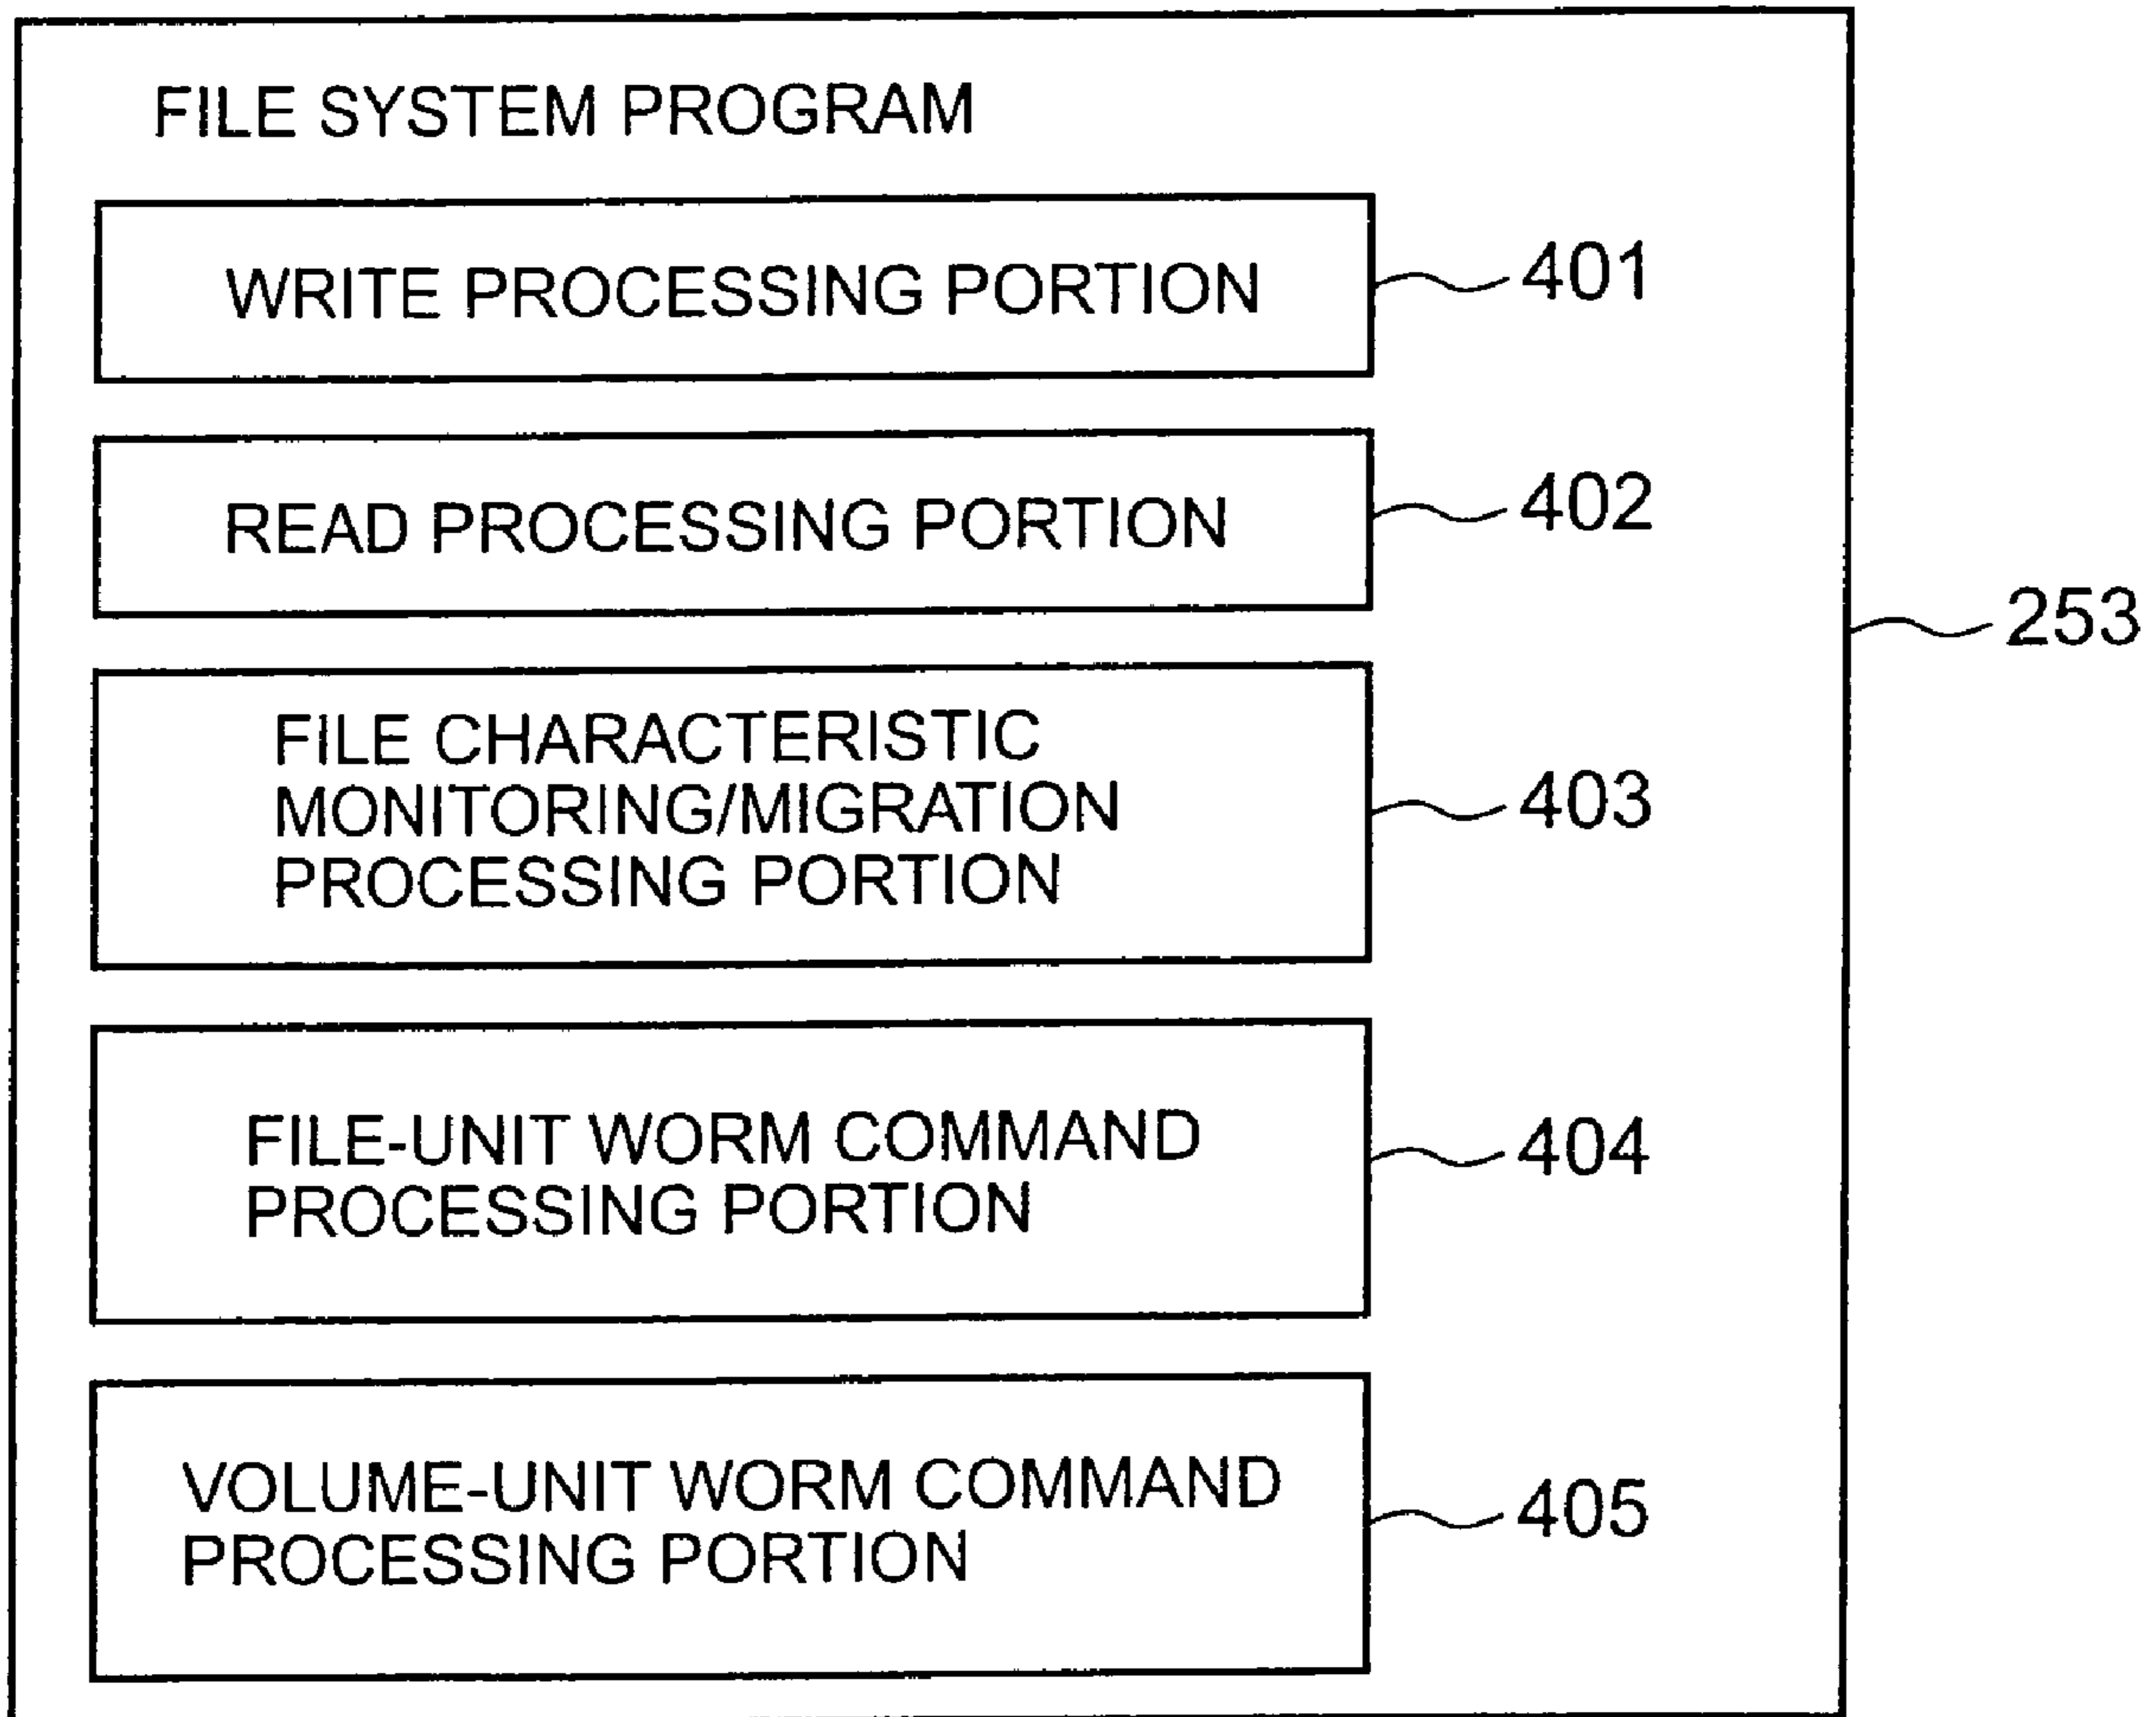 FILE SYSTEM PROGRAM
WRITE PROCESSING PORTION
401
READ PROCESSING PORTION
402
253
FILE CHARACTERISTIC
MONITORING/MIGRATION
PROCESSING PORTION
403
FILE-UNIT WORM COMMAND
PROCESSING PORTION
404
VOLUME-UNIT WORM COMMAND
PROCESSING PORTION
405